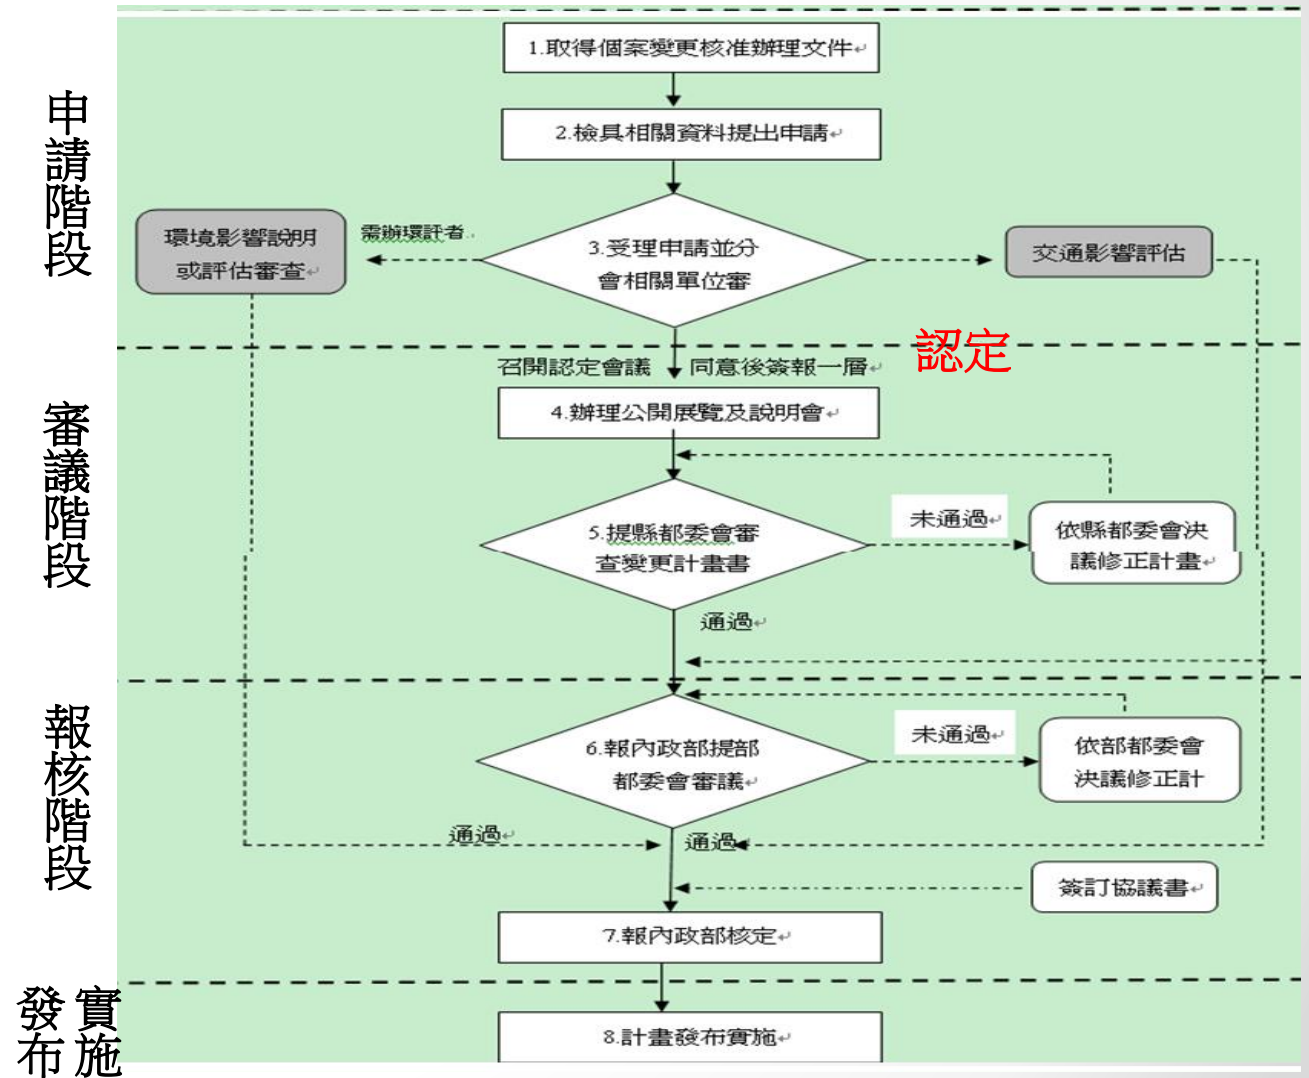 申請階段
1.取得個案變更核准辦理文件
2.檢具相關資料提出申請
環境影響說明
或評估審查
需辦環評者
3.受理申請並分
會相關單位審
交通影響評估
認定
召開認定會議
同意後簽報一層
審議階段
4.辦理公開展覽及說明會
5.提縣都委會審
查變更計畫書
未通過
依縣都委會決
議修正計畫
通過
報核階段
6.報內政部提部
都委會審議
未通過
依部都委會
決議修正計
通過
通過
簽訂協議書
7.報內政部核定
發布
實施
8.計畫發布實施